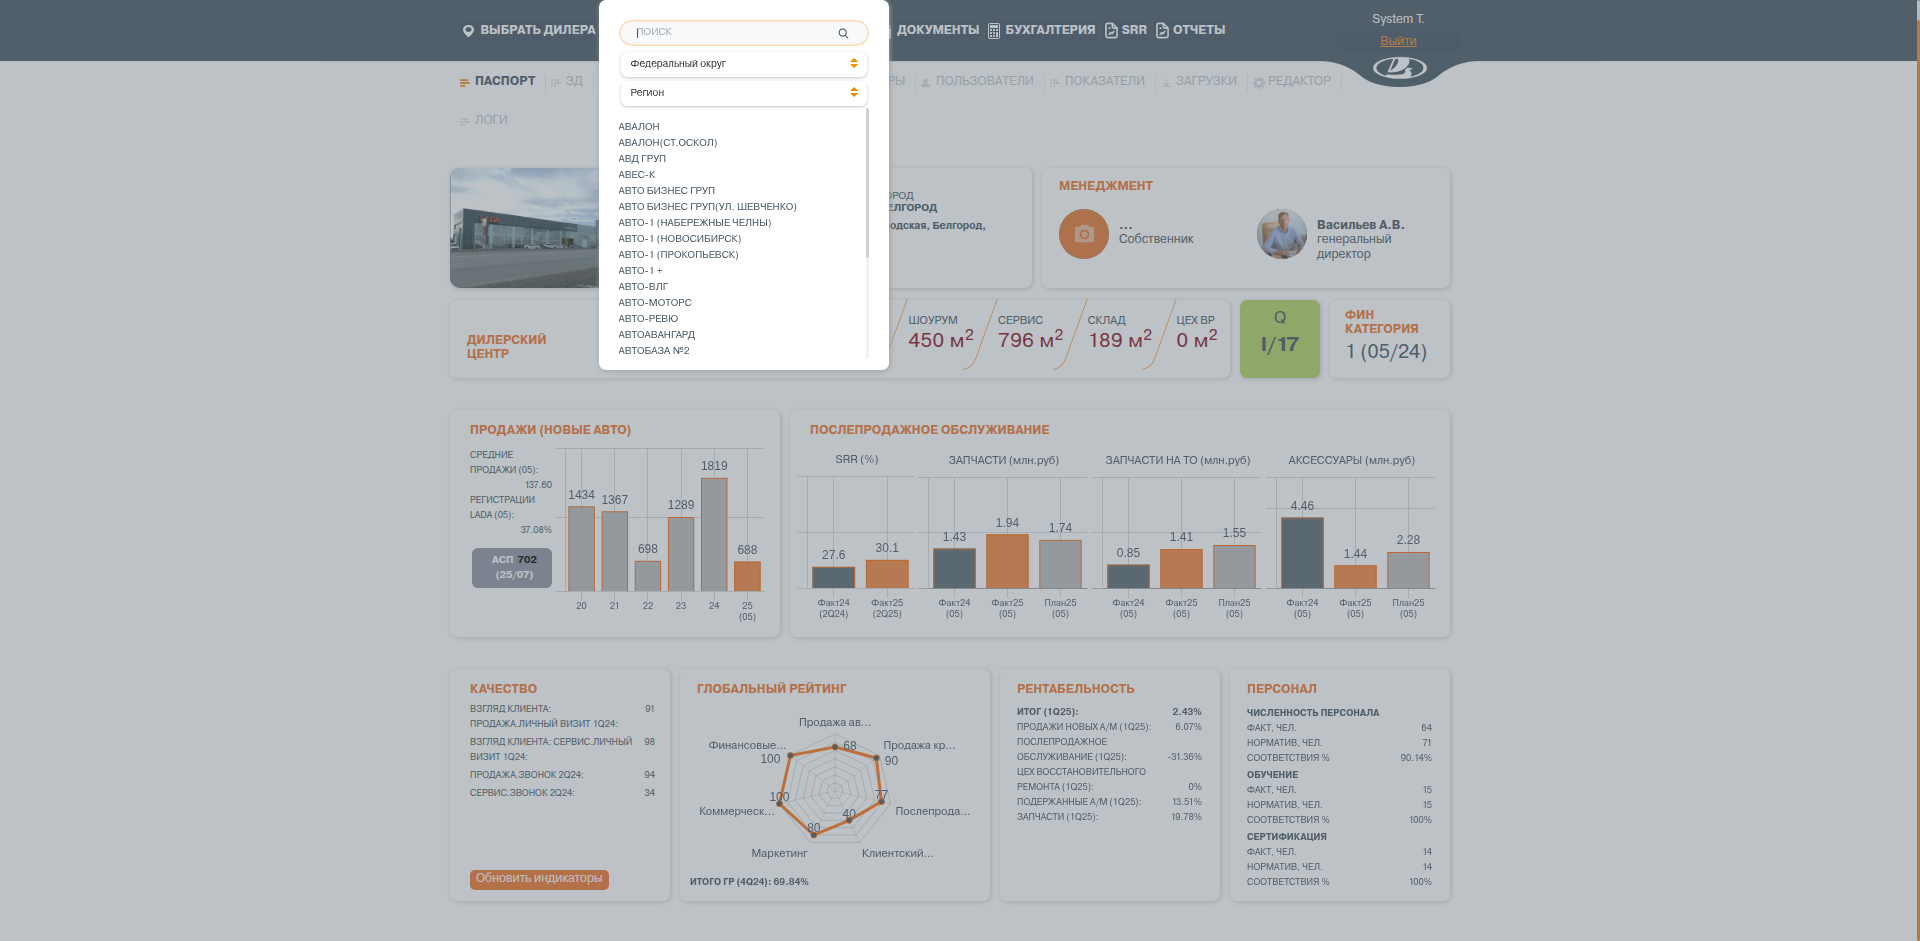 ВЫБРАТЬ ДИЛЕРА
ДОКУМЕНТЫ
БУХГАЛТЕРИЯ
SRR
ОТЧЕТЫ
System T.
Выйти
ПАСПОРТ
ЗД
РЫ
ПОЛЬЗОВАТЕЛИ
ПОКАЗАТЕЛИ
ЗАГРУЗКИ
РЕДАКТОР
ЛОГИ
ПОИСК
Федеральный округ
Регион
АВАЛОН
АВАЛОН(СТ.ОСКОЛ)
АВД ГРУП
АВЕС-К
АВТО БИЗНЕС ГРУП
АВТО БИЗНЕС ГРУП(УЛ. ШЕВЧЕНКО)
АВТО-1 (НАБЕРЕЖНЫЕ ЧЕЛНЫ)
АВТО-1 (НОВОСИБИРСК)
АВТО-1 (ПРОКОПЬЕВСК)
АВТО-1 +
АВТО-ВЛГ
АВТО-МОТОРС
АВТО-РЕВЮ
АВТОАВАНГАРД
АВТОБАЗА №2
ОРОД
ЕЛГОРОД
одская, Белгород,
МЕНЕДЖМЕНТ
...
Собственник
Васильев А.В.
генеральный
директор
ДИЛЕРСКИЙ
ЦЕНТР
ШОУРУМ
450 м2
СЕРВИС
796 м2
СКЛАД
189 м2
ЦЕХ ВР
0 м2
Q
I/17
ФИН
КАТЕГОРИЯ
1 (05/24)
ПРОДАЖИ (НОВЫЕ АВТО)
СРЕДНИЕ
ПРОДАЖИ (05):
137.60
РЕГИСТРАЦИИ
LADA (05):
37.08%
АСП 702
(25/07)
1434
1367
698
1289
1819
688
20
21
22
23
24
25
(05)
ПОСЛЕПРОДАЖНОЕ ОБСЛУЖИВАНИЕ
SRR (%)
27.6
30.1
Факт24
(2Q24)
Факт25
(2Q25)
ЗАПЧАСТИ (млн.руб)
1.43
1.94
1.74
Факт24
(05)
Факт25
(05)
План25
(05)
ЗАПЧАСТИ НА ТО (млн.руб)
0.85
1.41
1.55
Факт24
(05)
Факт25
(05)
План25
(05)
АКСЕССУАРЫ (млн.руб)
4.46
1.44
2.28
Факт24
(05)
Факт25
(05)
План25
(05)
КАЧЕСТВО
ВЗГЛЯД КЛИЕНТА: 91
ПРОДАЖА.ЛИЧНЫЙ ВИЗИТ 1Q24:
ВЗГЛЯД КЛИЕНТА: СЕРВИС.ЛИЧНЫЙ 98
ВИЗИТ 1Q24:
ПРОДАЖА.ЗВОНОК 2Q24: 94
СЕРВИС.ЗВОНОК 2Q24: 34
Обновить индикаторы
ГЛОБАЛЬНЫЙ РЕЙТИНГ
Продажа ав...
68
Финансовые...
100
Продажа кр...
90
100
77
Коммерческ...
Послепрода...
40
80
Маркетинг
Клиентский...
ИТОГО ГР (4Q24): 69.84%
РЕНТАБЕЛЬНОСТЬ
ИТОГ (1Q25): 2.43%
ПРОДАЖИ НОВЫХ А/М (1Q25): 6.07%
ПОСЛЕПРОДАЖНОЕ
ОБСЛУЖИВАНИЕ (1Q25): -31.36%
ЦЕХ ВОССТАНОВИТЕЛЬНОГО
РЕМОНТА (1Q25): 0%
ПОДЕРЖАННЫЕ А/М (1Q25): 13.51%
ЗАПЧАСТИ (1Q25): 19.78%
ПЕРСОНАЛ
ЧИСЛЕННОСТЬ ПЕРСОНАЛА
ФАКТ, ЧЕЛ. 64
НОРМАТИВ, ЧЕЛ. 71
СООТВЕТСТВИЯ % 90.14%
ОБУЧЕНИЕ
ФАКТ, ЧЕЛ. 15
НОРМАТИВ, ЧЕЛ. 15
СООТВЕТСТВИЯ % 100%
СЕРТИФИКАЦИЯ
ФАКТ, ЧЕЛ. 14
НОРМАТИВ, ЧЕЛ. 14
СООТВЕТСТВИЯ % 100%